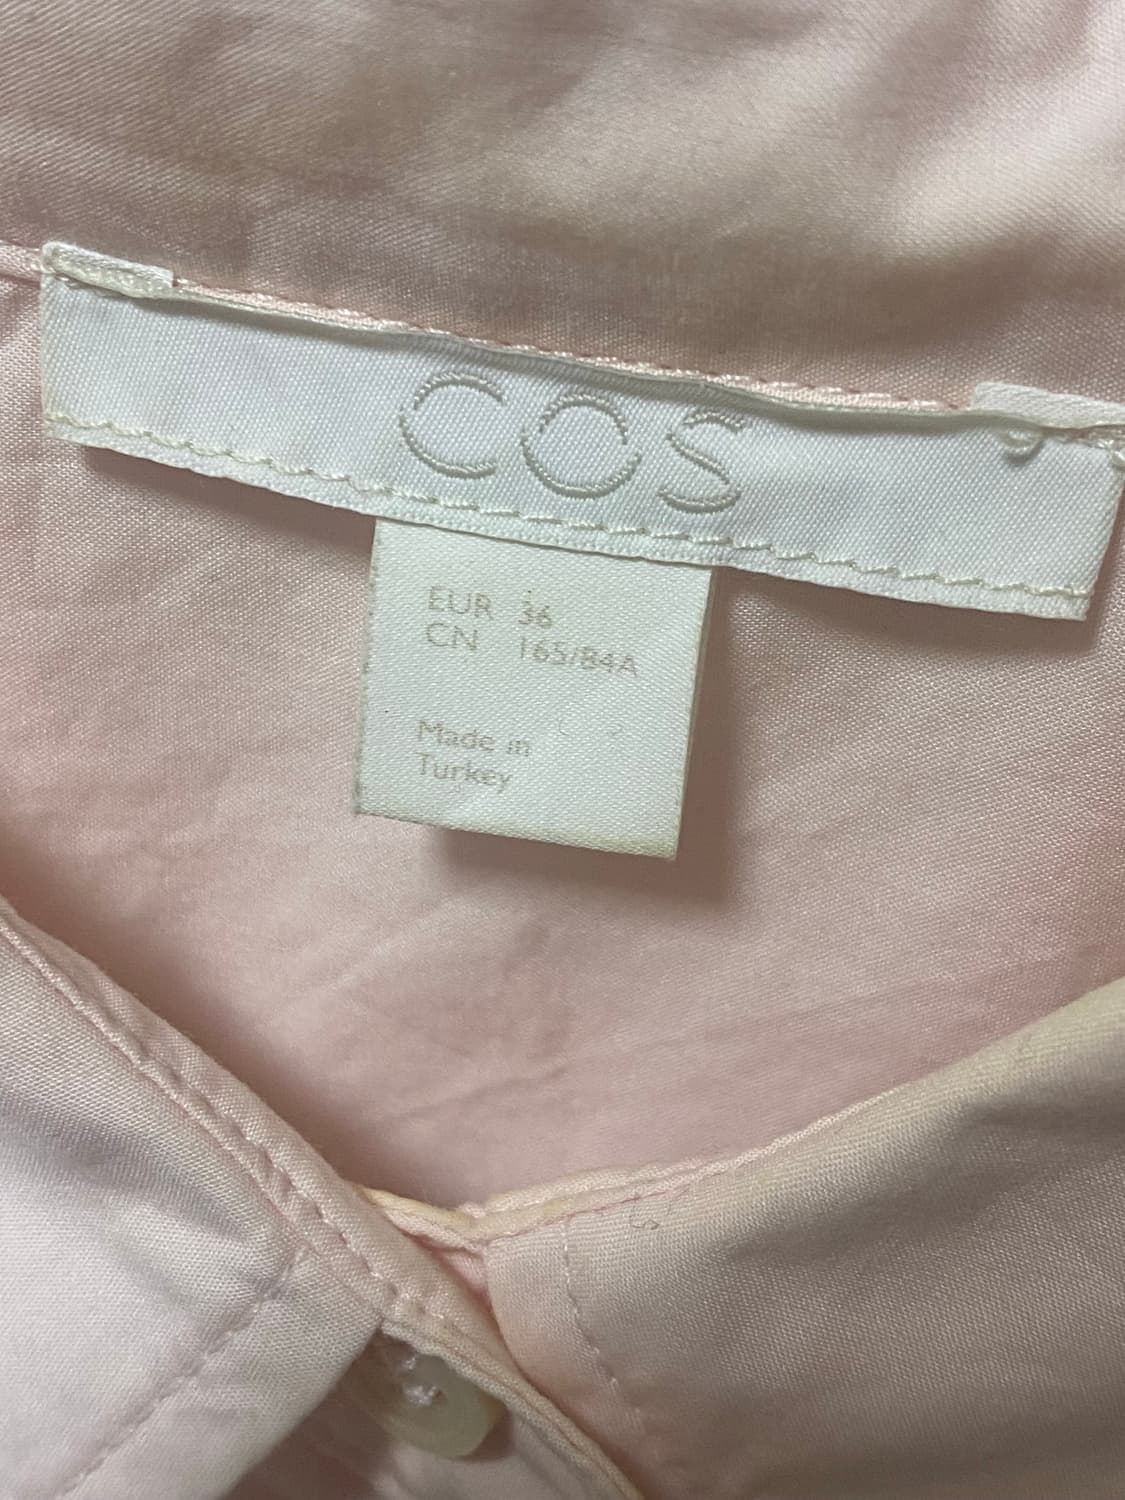 COS
EUR 36
CN 165/84A
Made in
Turkey